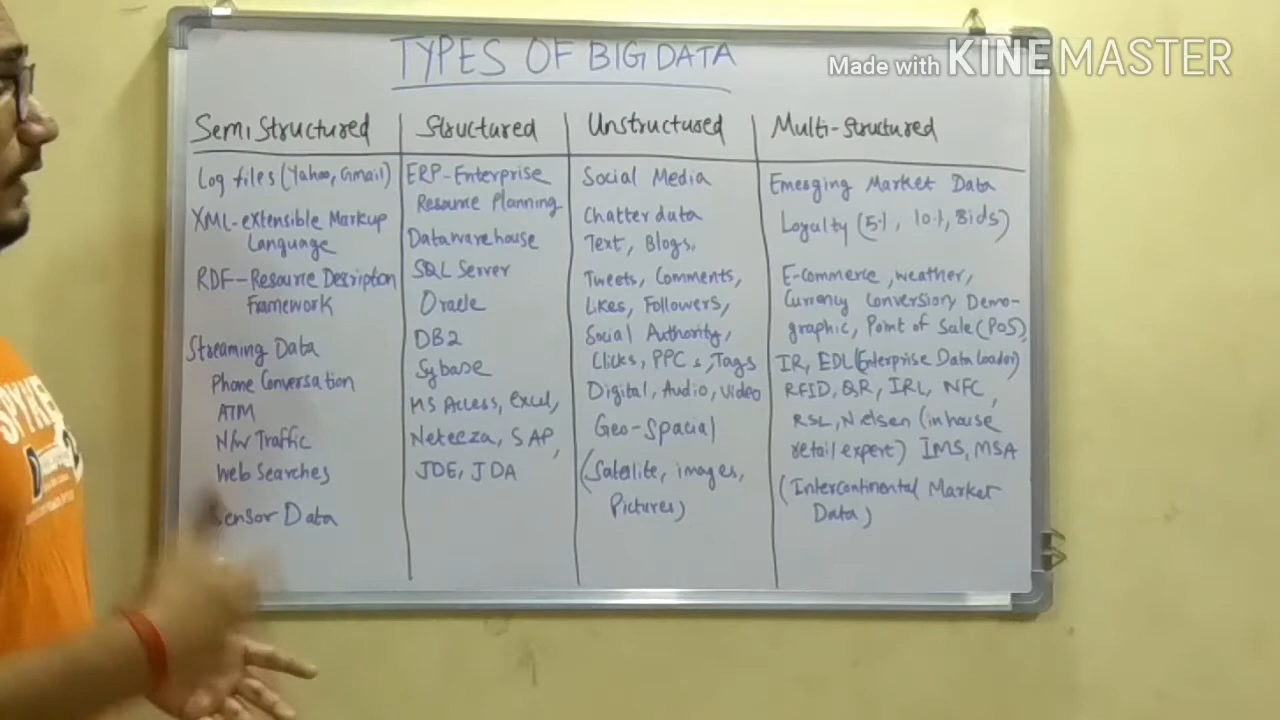 Made with KINEMASTER
TYPES OF BIG DATA
Semi Structured
Log files (Yahoo, Gmail)
XML-extensible Markup
Language
RDF-Resource Description
Framework
Streaming Data
Phone Conversation
ATM
N/w Traffic
Web Searches
Sensor Data
Structured
ERP-Enterprise
Resource Planning
Datawarehouse
SQL Server
Oracle
DB2
Sybase
MS Access, Excel,
Neteeza, SAP,
JDE, JDA
Unstructured
Social Media
Chatter data
Text, Blogs,
Tweets, Comments,
Likes, Followers,
Social Authority,
Clicks, PPC s, Tags
Digital, Audio, Video
Geo-Spacial
(Satellite, images,
Pictures)
Multi-structured
Emerging Market Data
Loyalty (5%, 10%, Bids)
E-commerce, weather,
Currency Conversion, Demo-
graphic, Point of Sale (POS),
IR, EDL (Enterprise Data Loader)
RFID, QR, IRL, NFC,
RSL, Nielsen (in house
retail expert) IMS, MSA
(Intercontinental Market
Data)
SPYKE